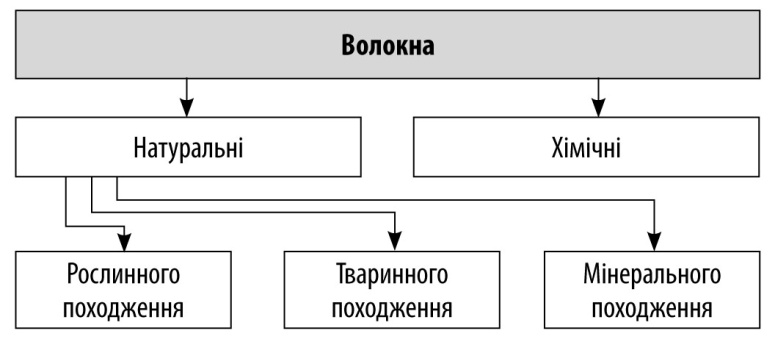 Волокна
Натуральні
Хімічні
Рослинного
походження
Тваринного
походження
Мінерального
походження